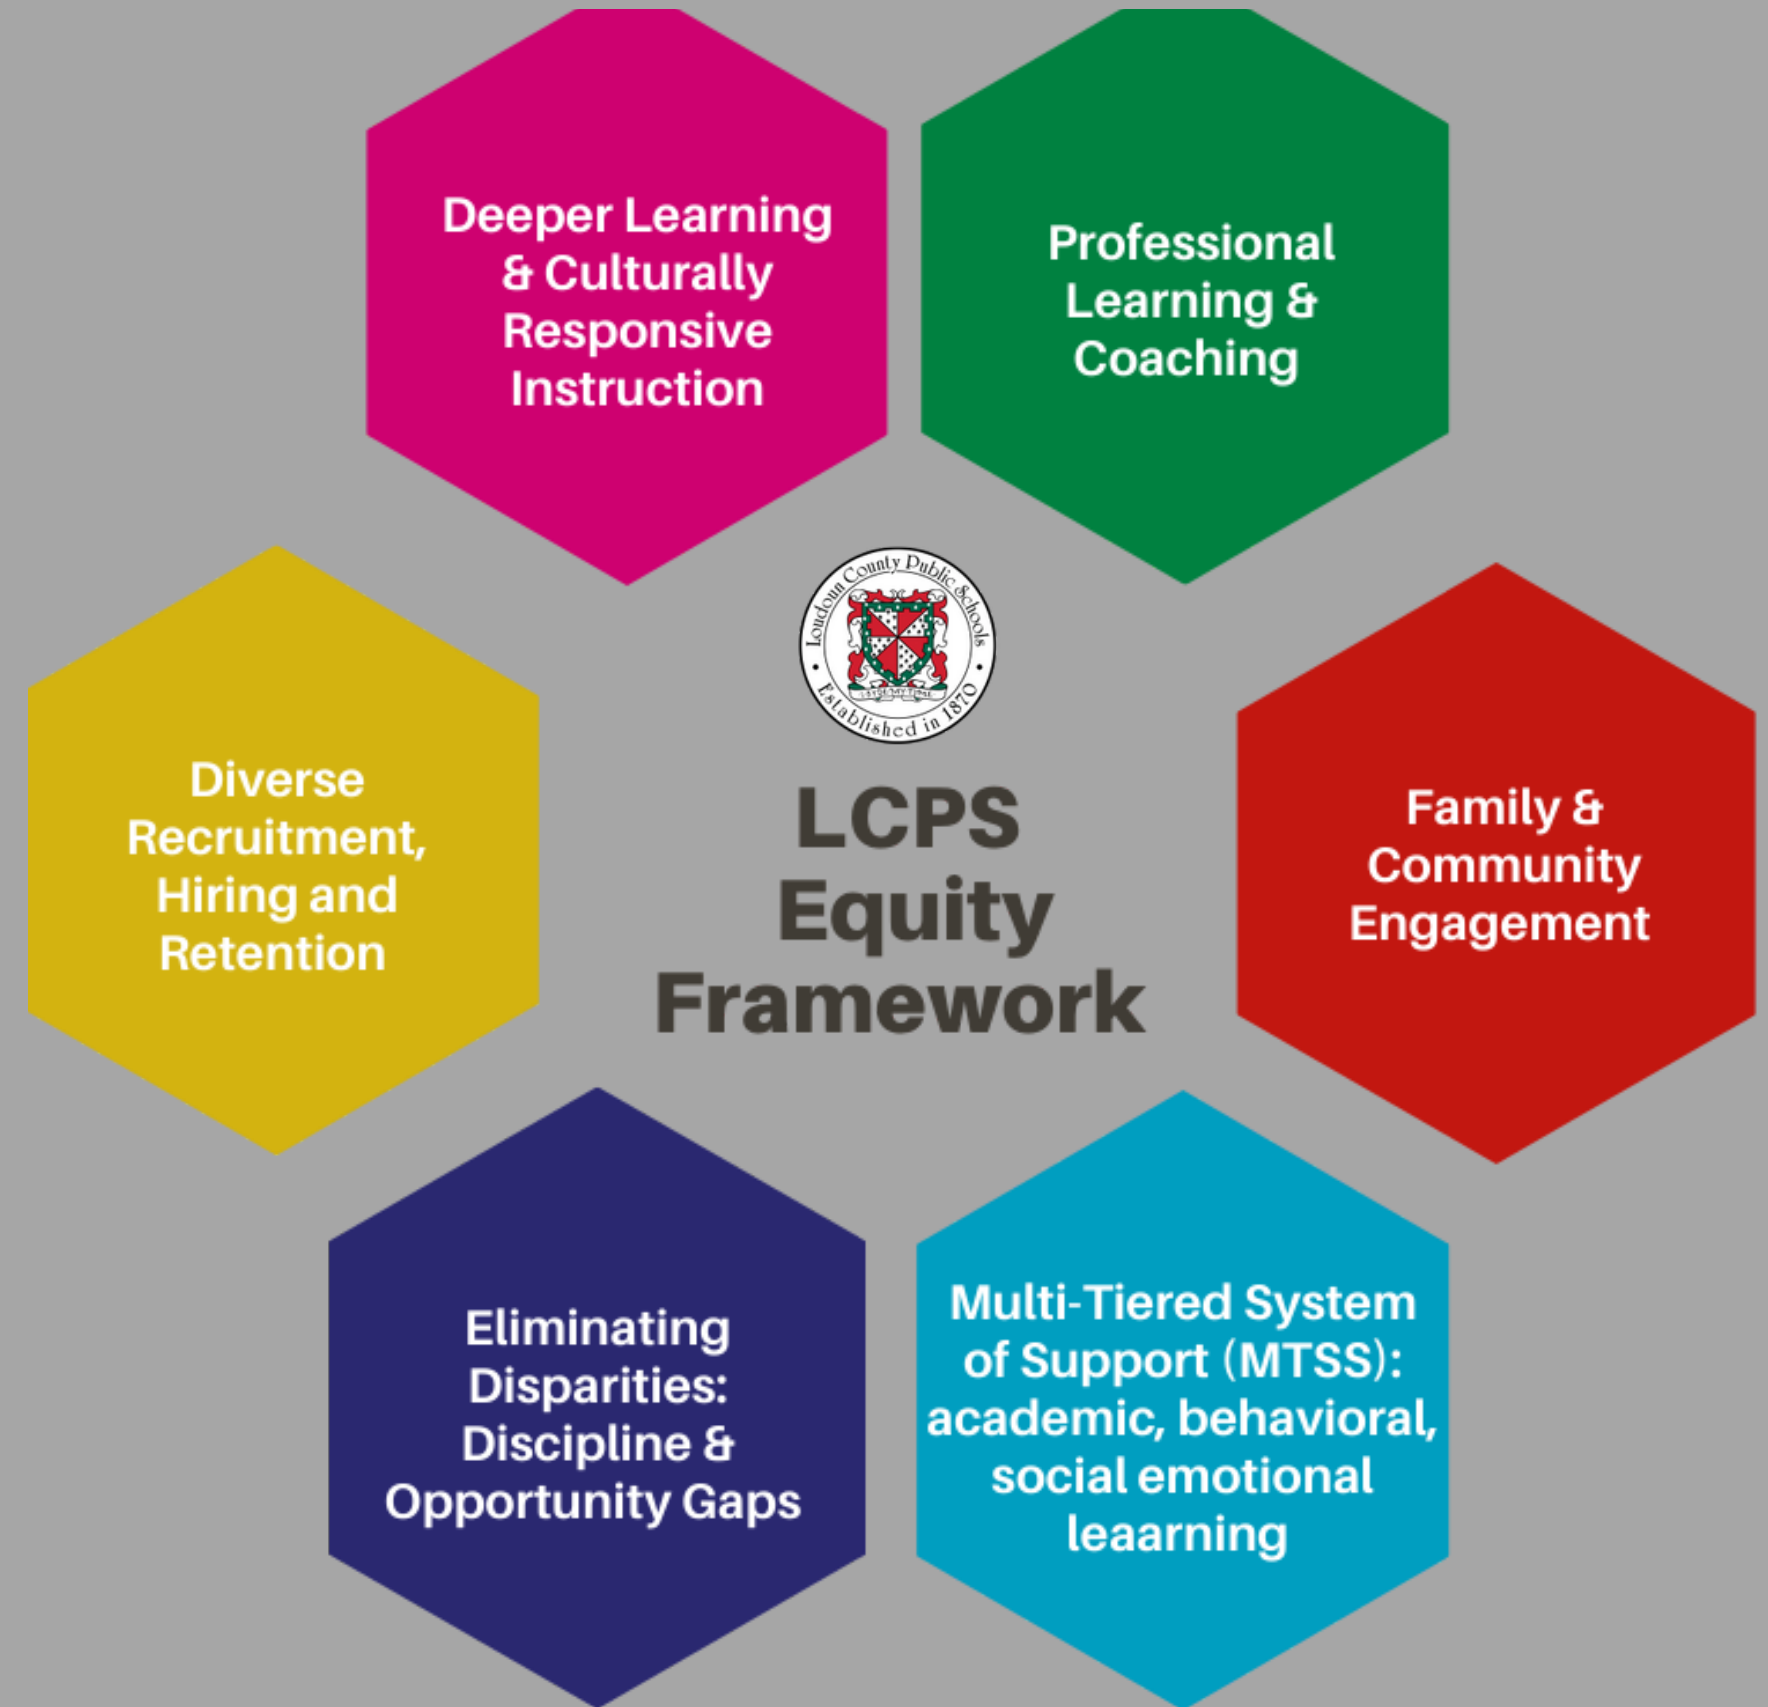 Deeper Learning
& Culturally
Responsive
Instruction
Professional
Learning &
Coaching
Loudoun County Public Schools
Established in 1870
LCPS
Equity
Framework
Diverse
Recruitment,
Hiring and
Retention
Family &
Community
Engagement
Eliminating
Disparities:
Discipline &
Opportunity Gaps
Multi-Tiered System
of Support (MTSS):
academic, behavioral,
social emotional
leaarning